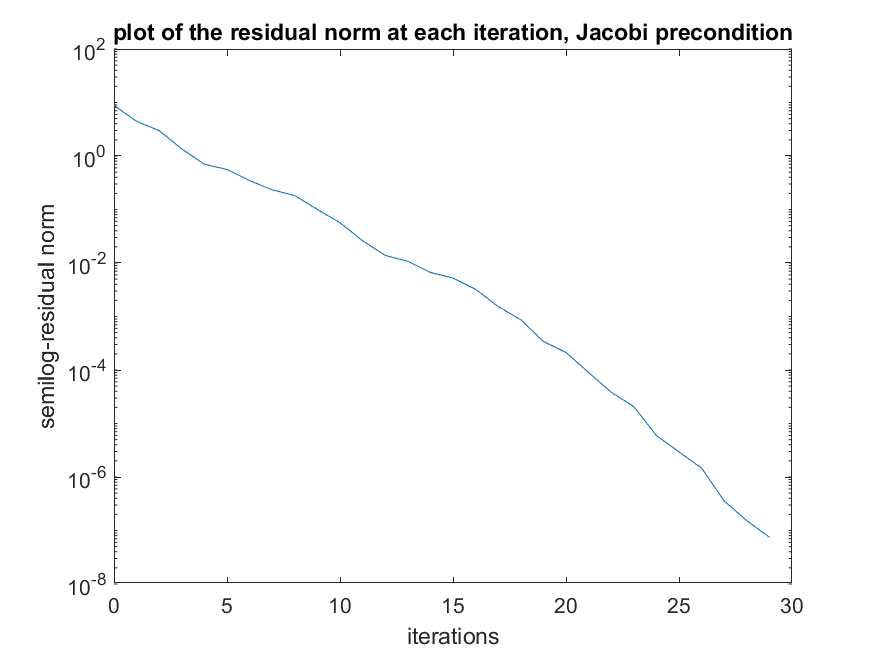 plot of the residual norm at each iteration, Jacobi precondition
semilog-residual norm
10^2
10^0
10^-2
10^-4
10^-6
10^-8
0 5 10 15 20 25 30
iterations